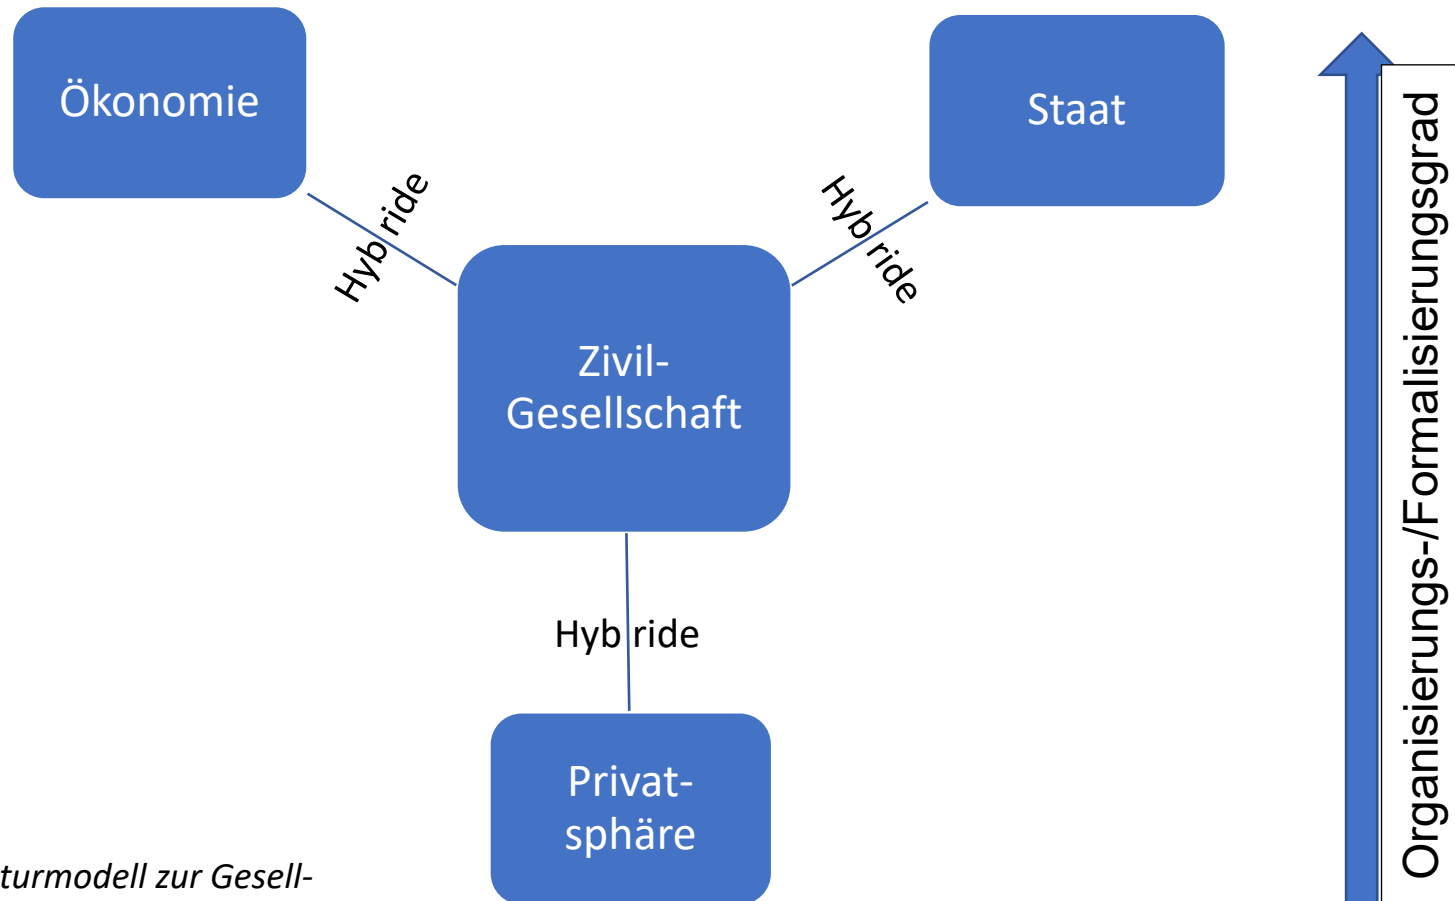 Ökonomie
Staat
Hyb ride
Hyb ride
Zivil-
Gesellschaft
Hyb ride
Privat-
sphäre
turmodell zur Gesell-
Organisierungs-/Formalisierungsgrad